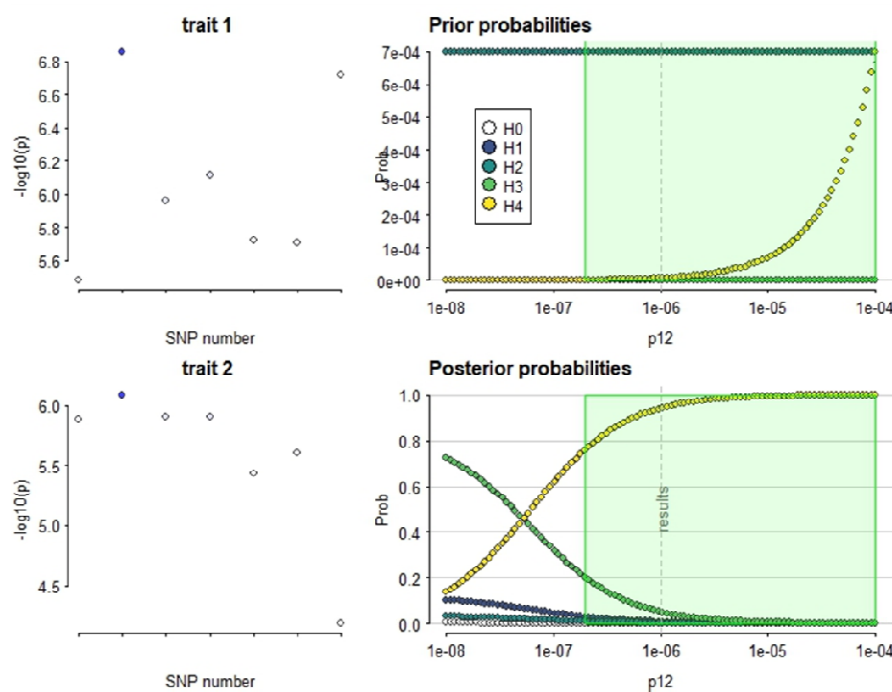 trait 1
-log10(p)
6.8
6.6
6.4
6.2
6.0
5.8
5.6
SNP number
Prior probabilities
Prob
7e-04
6e-04
5e-04
4e-04
3e-04
2e-04
1e-04
0e+00
H0
H1
H2
H3
H4
1e-08 1e-07 1e-06 1e-05 1e-04
p12
trait 2
-log10(p)
6.0
5.5
5.0
4.5
SNP number
Posterior probabilities
Prob
1.0
0.8
0.6
0.4
0.2
0.0
results
1e-08 1e-07 1e-06 1e-05 1e-04
p12